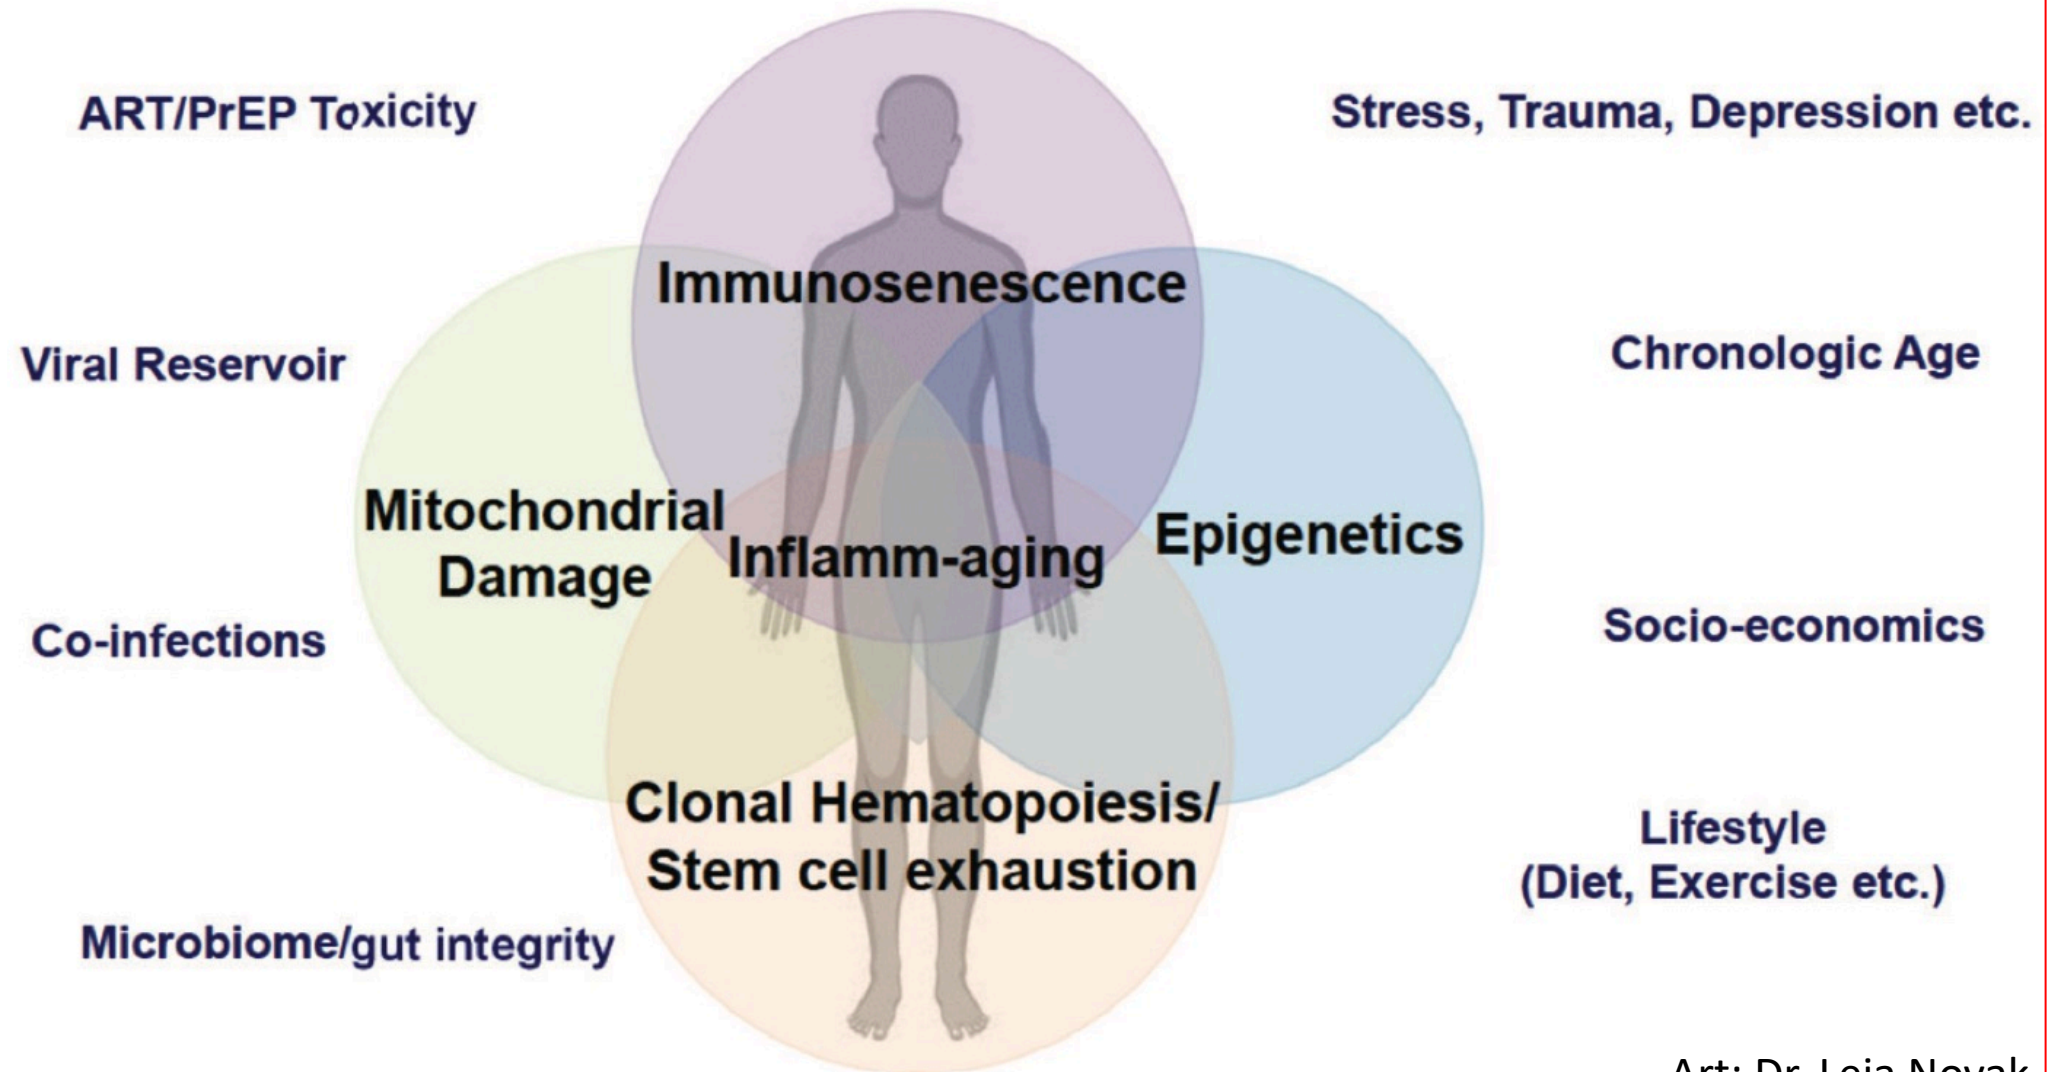 ART/PrEP Toxicity
Stress, Trauma, Depression etc.
Immunosenescence
Viral Reservoir
Chronologic Age
Mitochondrial
Damage
Inflamm-aging
Epigenetics
Co-infections
Socio-economics
Clonal Hematopoiesis/
Stem cell exhaustion
Lifestyle
(Diet, Exercise etc.)
Microbiome/gut integrity
Art: Dr. Leia Novak